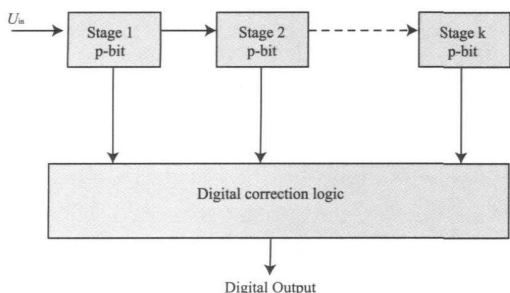 U_in
Stage 1
p-bit
Stage 2
p-bit
Stage k
p-bit
Digital correction logic
Digital Output